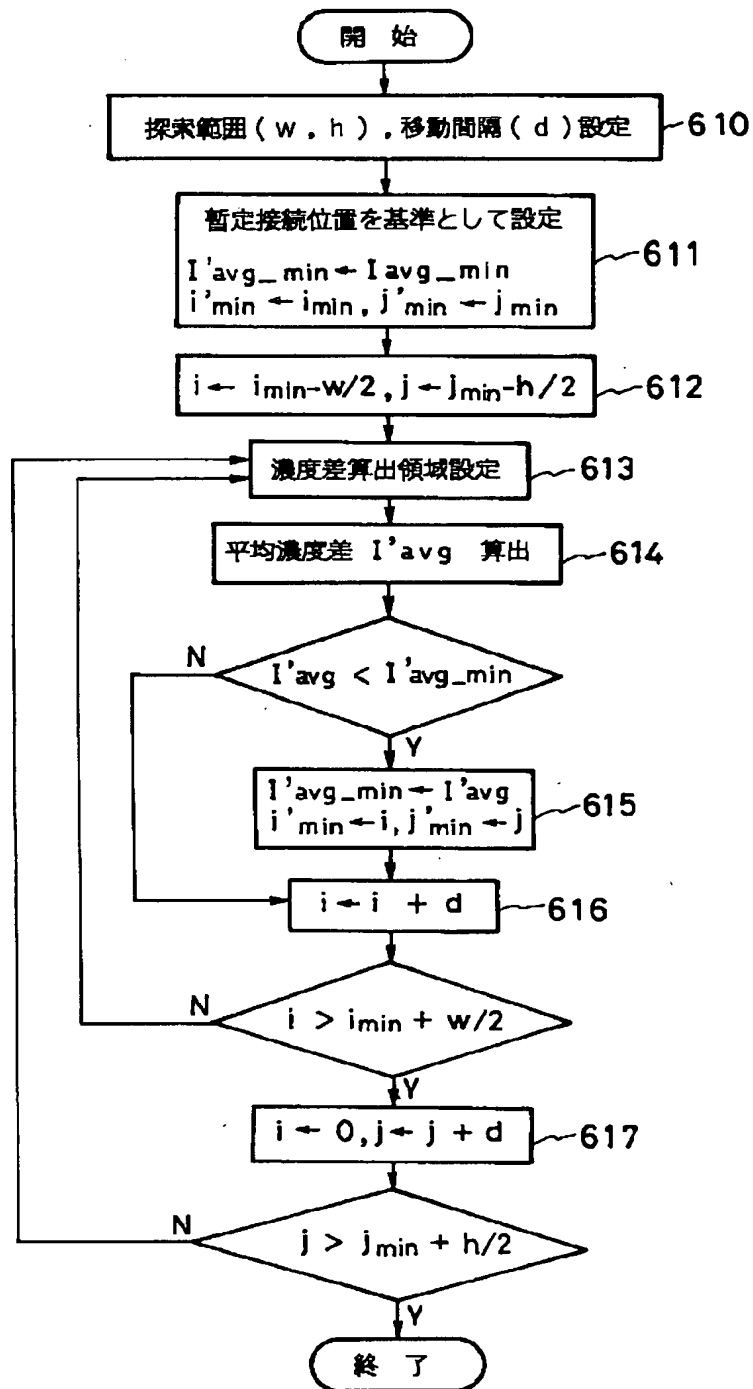 開 始
探索範囲(w,h),移動間隔(d)設定
610
暫定接続位置を基準として設定
I'avg_min←Iavg_min
i'min←imin,j'min←jmin
611
i←imin-w/2,j←jmin-h/2
612
濃度差算出領域設定
613
平均濃度差 I'avg 算出
614
I'avg < I'avg_min
N
Y
I'avg_min←I'avg
i'min←i,j'min←j
615
i←i + d
616
i > imin + w/2
N
Y
i←0,j←j + d
617
j > jmin + h/2
N
Y
終 了